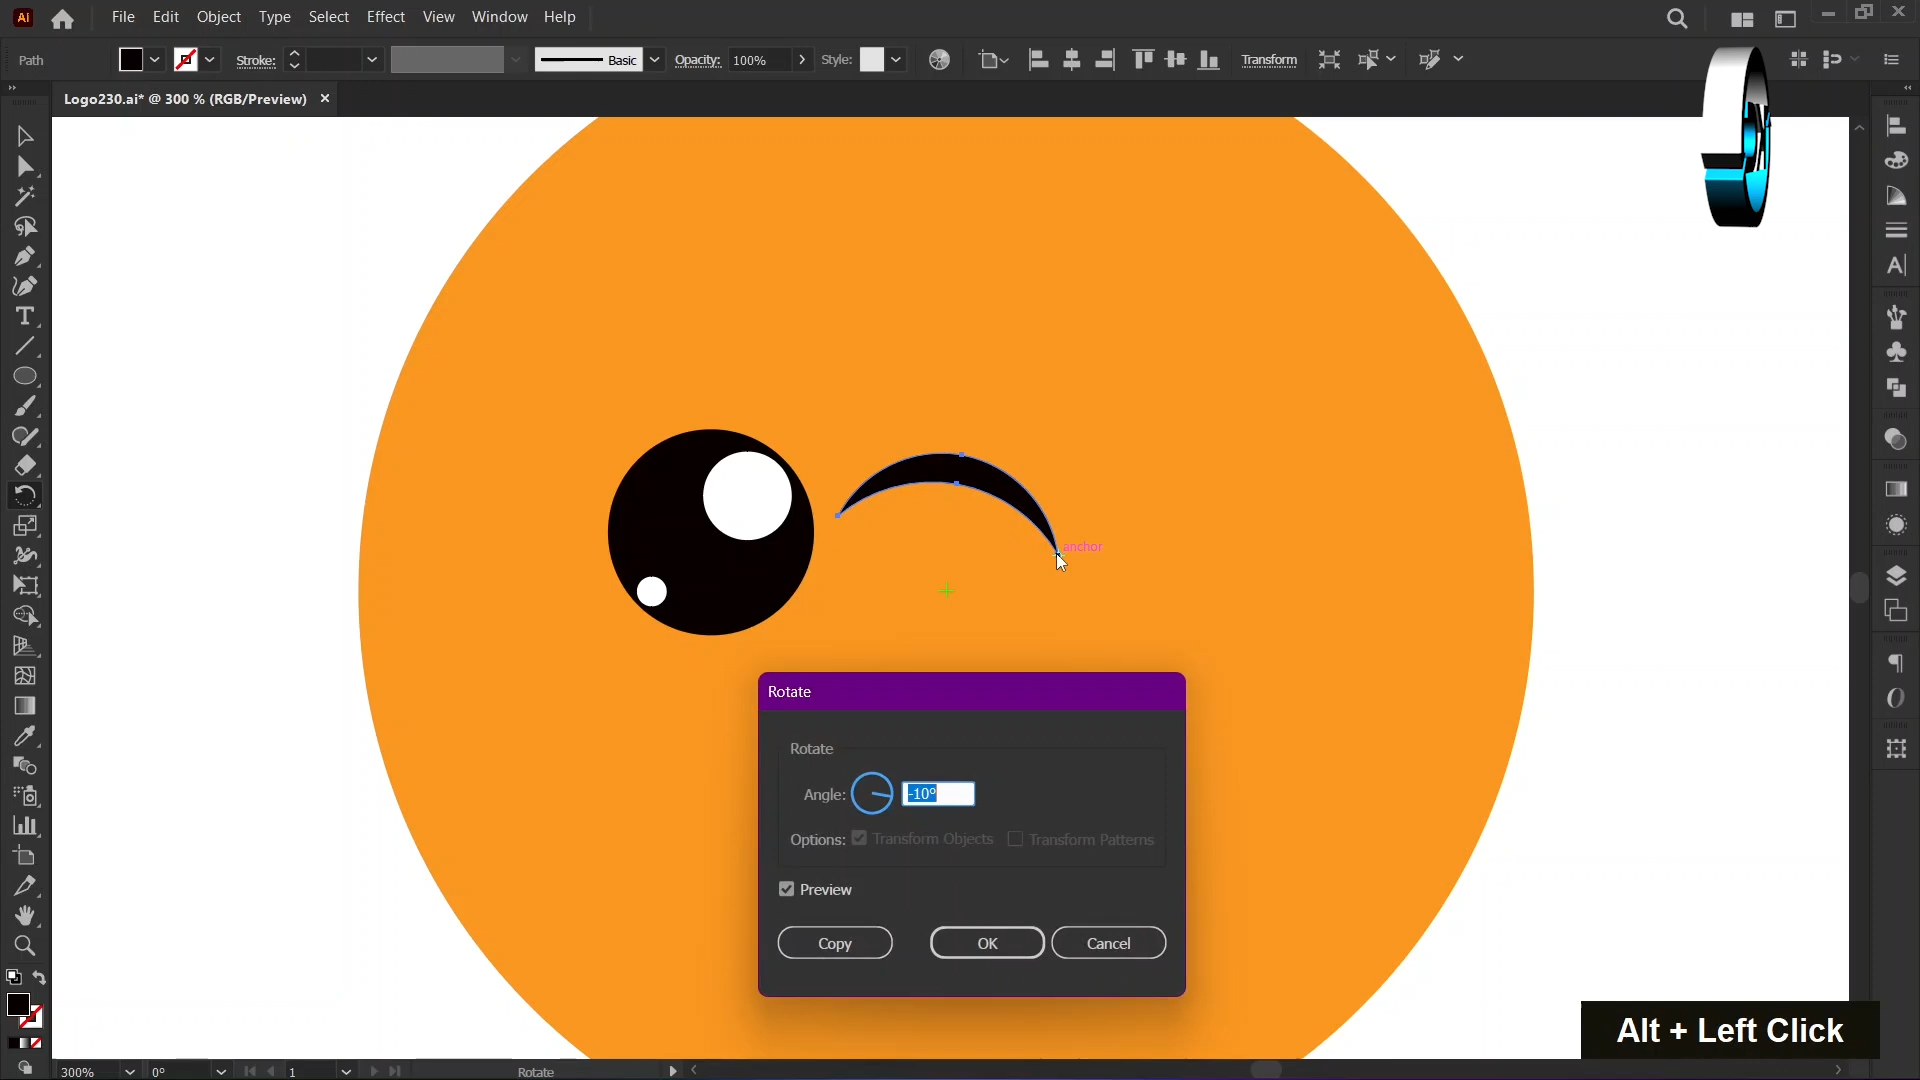 Ai File Edit Object Type Select Effect View Window Help
Path Stroke: Basic Opacity: 100% Style: Transform
Logo230.ai* @ 300 % (RGB/Preview)
anchor
Rotate
Rotate
Angle: -10°
Options: Transform Objects Transform Patterns
Preview
Copy OK Cancel
Alt + Left Click
300% 0° 1 Rotate